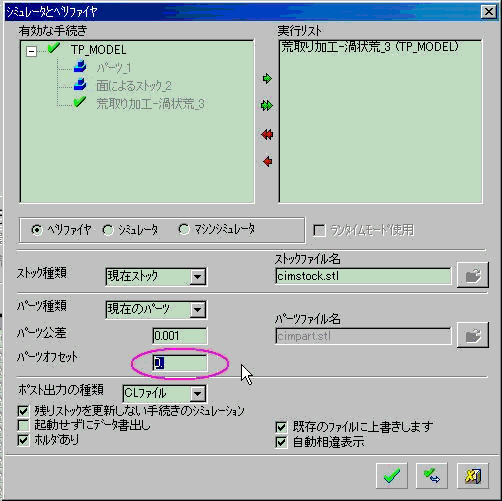 シミュレータとベリファイヤ
有効な手続き
実行リスト
TP_MODEL
パーツ_1
面によるストック_2
荒取り加工-渦状荒_3
荒取り加工-渦状荒_3 (TP_MODEL)
ベリファイヤ シミュレータ マシンシミュレータ
ランタイムモード使用
ストック種類 現在ストック
ストックファイル名
cimstock.stl
パーツ種類 現在のパーツ
パーツファイル名
cimpart.stl
パーツ公差 0.001
パーツオフセット 0.
ポスト出力の種類 CLファイル
残りストックを更新しない手続きのシミュレーション
起動せずにデータ書出し
既存のファイルに上書きします
ホルダあり
自動相違表示